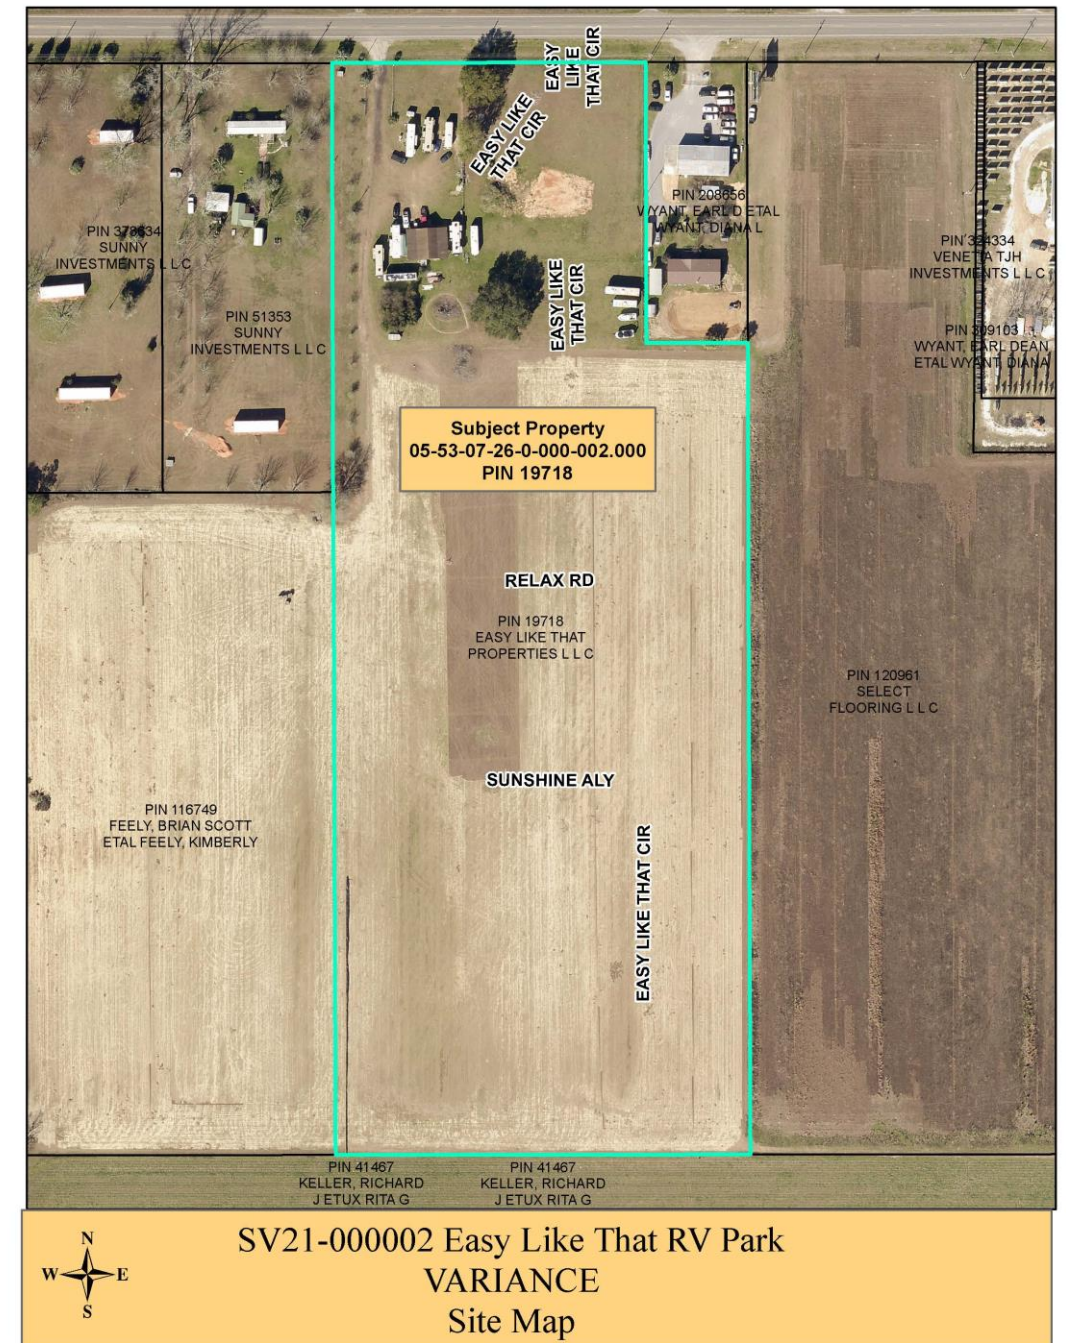 EASY
LIKE
THAT CIR
EASY LIKE
THAT CIR
PIN 208656
WYANT, EARL D ETAL
WYANT, DIANA L
PIN 373634
SUNNY
INVESTMENTS L L C
PIN 324334
VENETIA TJH
INVESTMENTS L L C
EASY LIKE
THAT CIR
PIN 51353
SUNNY
INVESTMENTS L L C
PIN 309103
WYANT, EARL DEAN
ETAL WYANT, DIANA
Subject Property
05-53-07-26-0-000-002.000
PIN 19718
RELAX RD
PIN 19718
EASY LIKE THAT
PROPERTIES L L C
PIN 120961
SELECT
FLOORING L L C
SUNSHINE ALY
PIN 116749
FEELY, BRIAN SCOTT
ETAL FEELY, KIMBERLY
EASY LIKE THAT CIR
PIN 41467
KELLER, RICHARD
J ETUX RITA G
PIN 41467
KELLER, RICHARD
J ETUX RITA G
N
W E
S
SV21-000002 Easy Like That RV Park
VARIANCE
Site Map